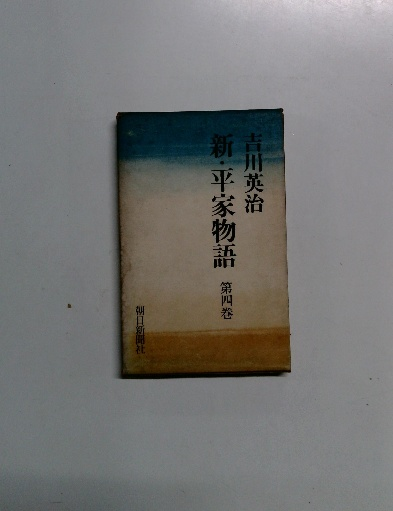 吉川英治
新・平家物語
第四巻
朝日新聞社